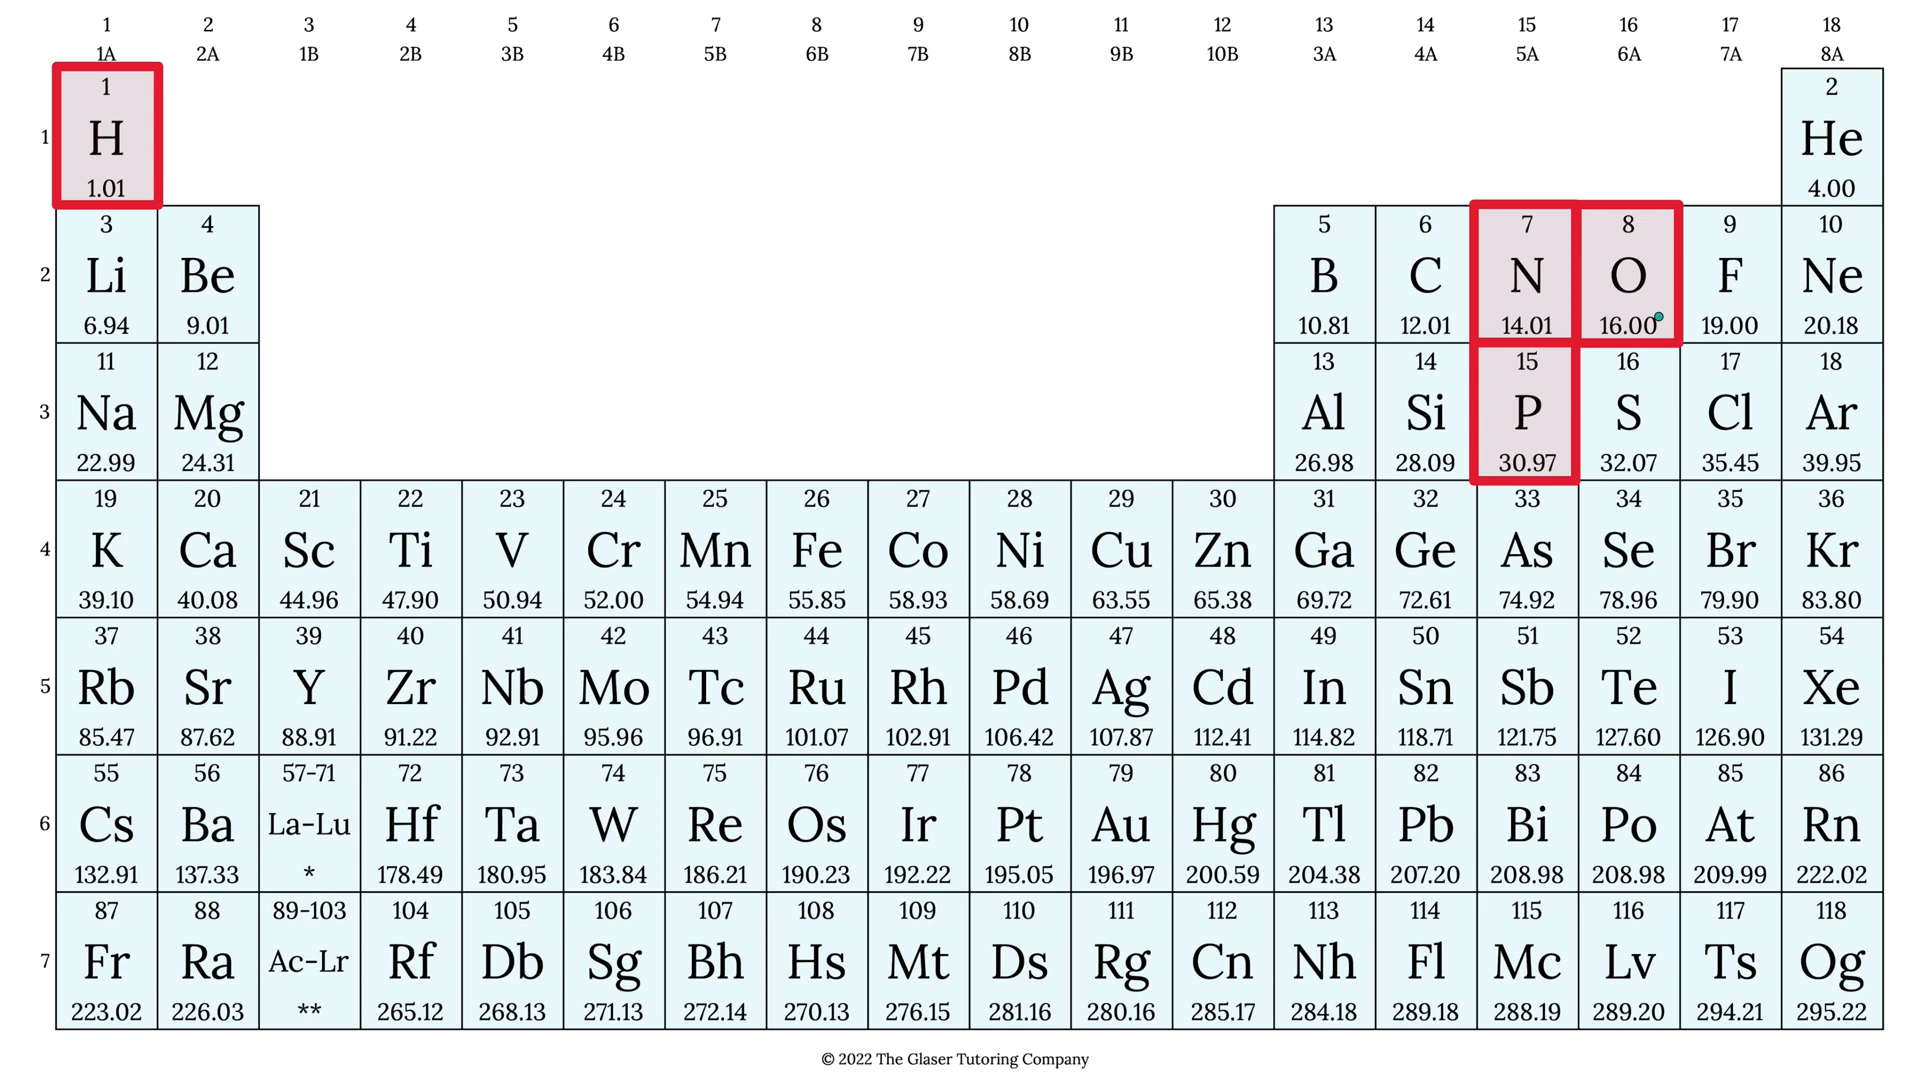 1 2 3 4 5 6 7 8 9 10 11 12 13 14 15 16 17 18
1A 2A 1B 2B 3B 4B 5B 6B 7B 8B 9B 10B 3A 4A 5A 6A 7A 8A
1 2
1 H He
1.01 4.00
3 4 5 6 7 8 9 10
2 Li Be B C N O F Ne
6.94 9.01 10.81 12.01 14.01 16.00 19.00 20.18
11 12 13 14 15 16 17 18
3 Na Mg Al Si P S Cl Ar
22.99 24.31 26.98 28.09 30.97 32.07 35.45 39.95
19 20 21 22 23 24 25 26 27 28 29 30 31 32 33 34 35 36
4 K Ca Sc Ti V Cr Mn Fe Co Ni Cu Zn Ga Ge As Se Br Kr
39.10 40.08 44.96 47.90 50.94 52.00 54.94 55.85 58.93 58.69 63.55 65.38 69.72 72.61 74.92 78.96 79.90 83.80
37 38 39 40 41 42 43 44 45 46 47 48 49 50 51 52 53 54
5 Rb Sr Y Zr Nb Mo Tc Ru Rh Pd Ag Cd In Sn Sb Te I Xe
85.47 87.62 88.91 91.22 92.91 95.96 96.91 101.07 102.91 106.42 107.87 112.41 114.82 118.71 121.75 127.60 126.90 131.29
55 56 57-71 72 73 74 75 76 77 78 79 80 81 82 83 84 85 86
6 Cs Ba La-Lu Hf Ta W Re Os Ir Pt Au Hg Tl Pb Bi Po At Rn
132.91 137.33 * 178.49 180.95 183.84 186.21 190.23 192.22 195.05 196.97 200.59 204.38 207.20 208.98 208.98 209.99 222.02
87 88 89-103 104 105 106 107 108 109 110 111 112 113 114 115 116 117 118
7 Fr Ra Ac-Lr Rf Db Sg Bh Hs Mt Ds Rg Cn Nh Fl Mc Lv Ts Og
223.02 226.03 ** 265.12 268.13 271.13 272.14 270.13 276.15 281.16 280.16 285.17 284.18 289.18 288.19 289.20 294.21 295.22
© 2022 The Glaser Tutoring Company